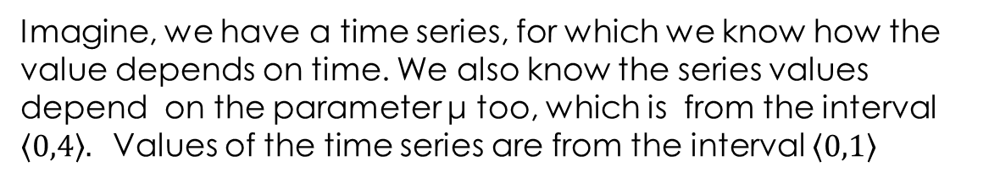 Imagine, we have a time series, for which we know how the
value depends on time. We also know the series values
depend on the parameter μ too, which is from the interval
⟨0,4⟩. Values of the time series are from the interval ⟨0,1⟩